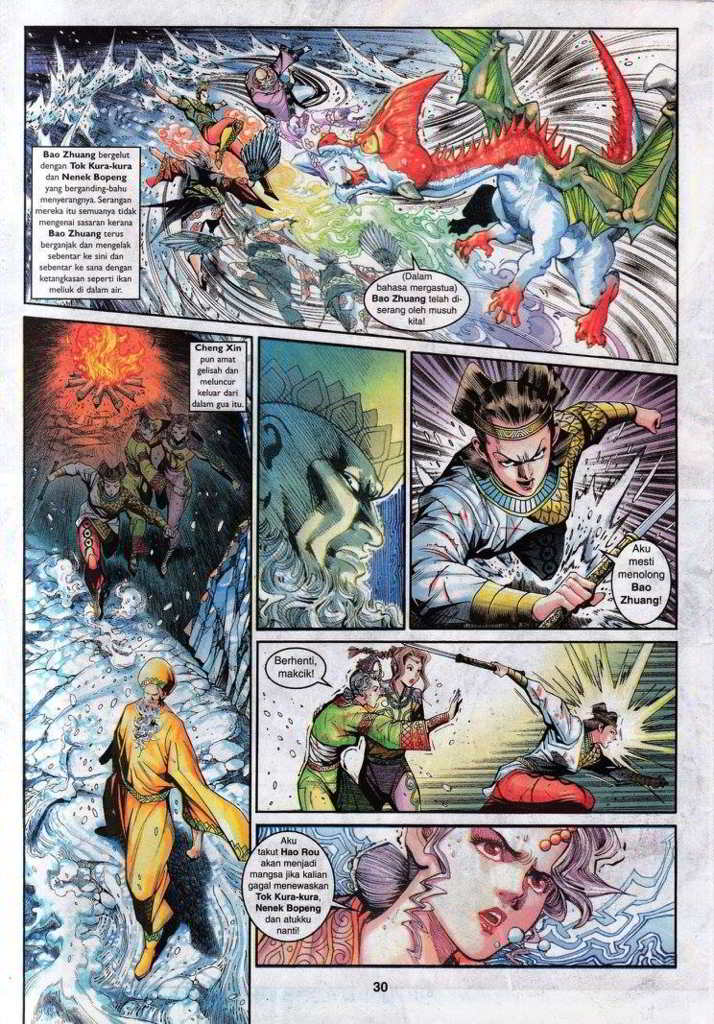 Bao Zhuang bergelut
dengan Tok Kura-kura
dan Nenek Bopeng
yang berganding-bahu
menyerangnya. Serangan
mereka itu semuanya tidak
mengenai sasaran kerana
Bao Zhuang terus
berganjak dan mengelak
sebentar ke sini dan
sebentar ke sana dengan
ketangkasan seperti ikan
meliuk di dalam air.
(Dalam
bahasa mergastua)
Bao Zhuang telah di-
serang oleh musuh
kita!
Cheng Xin
pun amat
gelisah dan
meluncur
keluar dari
dalam gua itu.
Aku
mesti
menolong
Bao
Zhuang!
Berhenti,
makcik!
Aku
takut Hao Rou
akan menjadi
mangsa jika kalian
gagal menewaskan
Tok Kura-kura,
Nenek Bopeng
dan atukku
nanti!
30